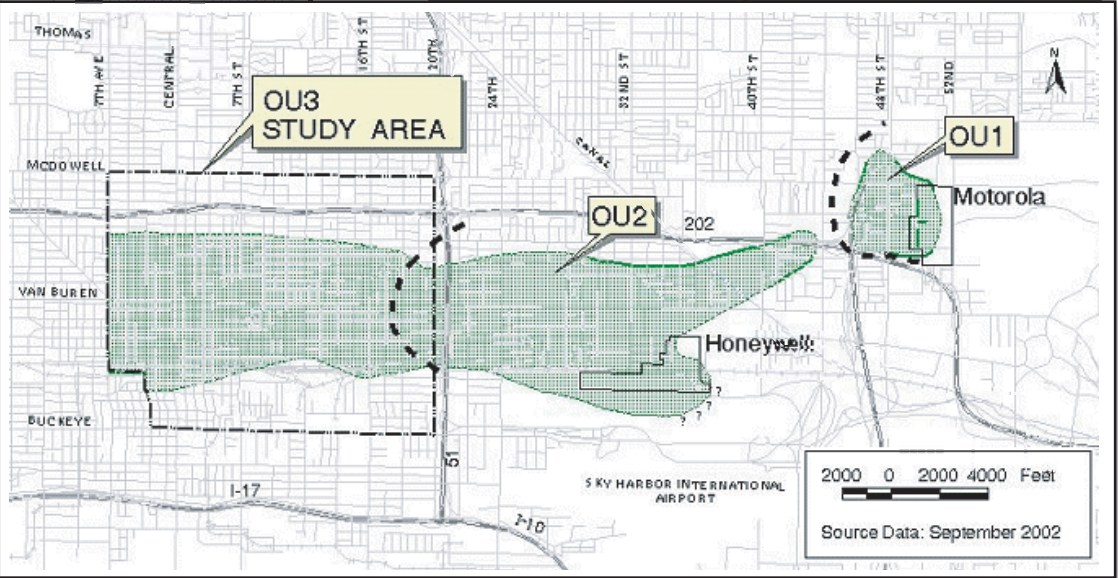 THOMAS
7TH AVE
CENTRAL
7TH ST
16TH ST
20TH
24TH
32ND ST
40TH ST
48TH ST
52ND
N
OU3
STUDY AREA
OU1
MCDOWELL
CANAL
Motorola
OU2
202
VAN BUREN
Honeywell
?
?
?
?
BUCKEYE
51
SKY HARBOR INTERNATIONAL
AIRPORT
I-17
I-10
2000 0 2000 4000 Feet
Source Data: September 2002